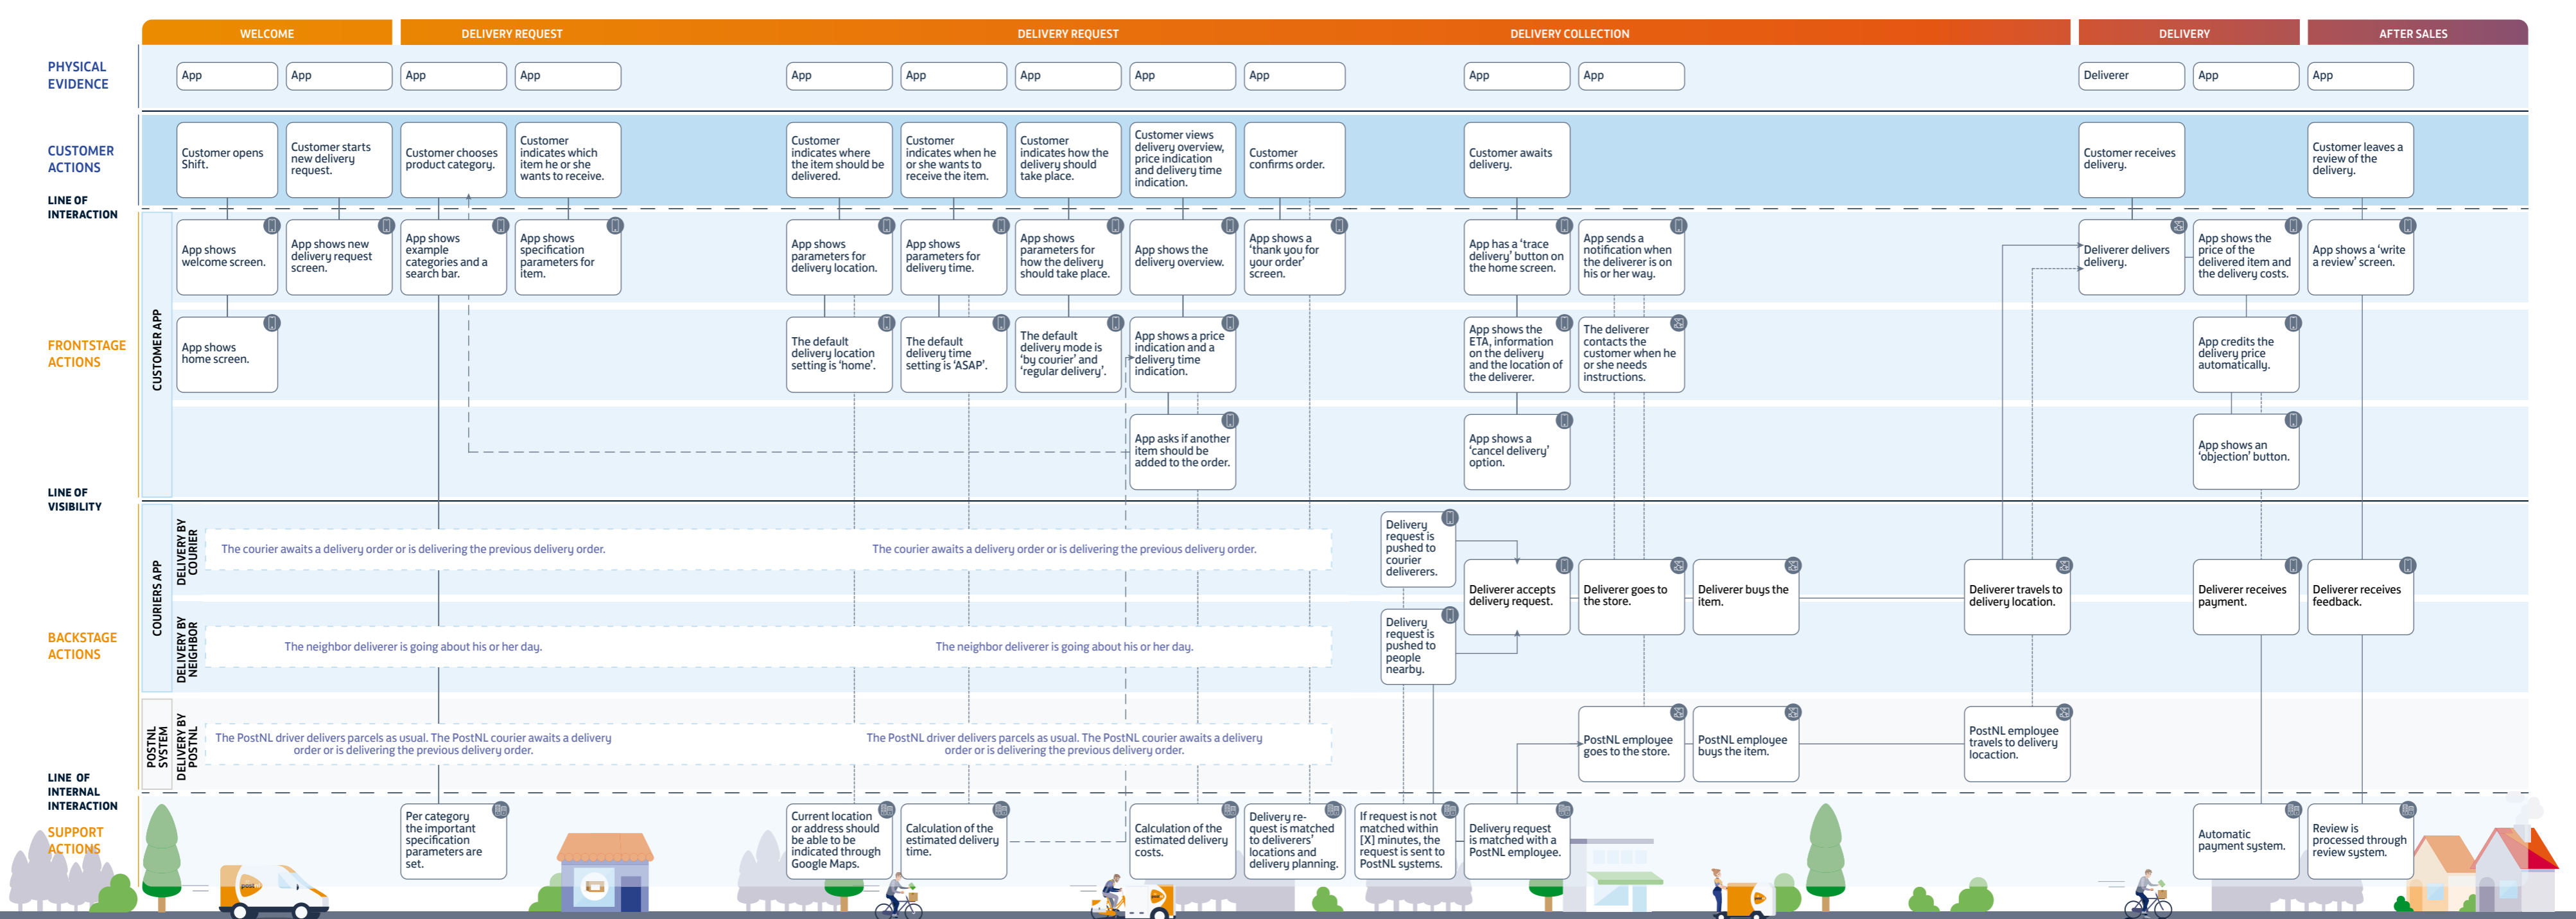 WELCOME
DELIVERY REQUEST
DELIVERY REQUEST
DELIVERY COLLECTION
DELIVERY
AFTER SALES
PHYSICAL
EVIDENCE
App
App
App
App
App
App
App
App
App
App
App
Deliverer
App
App
CUSTOMER
ACTIONS
Customer opens
Shift.
Customer starts
new delivery
request.
Customer chooses
product category.
Customer
indicates which
item he or she
wants to receive.
Customer
indicates where
the item should be
delivered.
Customer
indicates when he
or she wants to
receive the item.
Customer
indicates how the
delivery should
take place.
Customer views
delivery overview,
price indication
and delivery time
indication.
Customer
confirms order.
Customer awaits
delivery.
Customer receives
delivery.
Customer leaves a
review of the
delivery.
LINE OF
INTERACTION
CUSTOMER APP
FRONTSTAGE
ACTIONS
App shows
welcome screen.
App shows new
delivery request
screen.
App shows
example
categories and a
search bar.
App shows
specification
parameters for
item.
App shows
parameters for
delivery location.
App shows
parameters for
delivery time.
App shows
parameters for
how the delivery
should take place.
App shows the
delivery overview.
App shows a
‘thank you for
your order’
screen.
App has a ‘trace
delivery’ button on
the home screen.
App sends a
notification when
the deliverer is on
his or her way.
Deliverer delivers
delivery.
App shows the
price of the
delivered item and
the delivery costs.
App shows a ‘write
a review’ screen.
App shows
home screen.
The default
delivery location
setting is ‘home’.
The default
delivery time
setting is ‘ASAP’.
The default
delivery mode is
‘by courier’ and
‘regular delivery’.
App shows a price
indication and a
delivery time
indication.
App shows the
ETA, information
on the delivery
and the location of
the deliverer.
The deliverer
contacts the
customer when he
or she needs
instructions.
App credits the
delivery price
automatically.
App asks if another
item should be
added to the order.
App shows a
‘cancel delivery’
option.
App shows an
‘objection’ button.
LINE OF
VISIBILITY
BACKSTAGE
ACTIONS
COURIERS APP
DELIVERY BY
COURIER
The courier awaits a delivery order or is delivering the previous delivery order.
The courier awaits a delivery order or is delivering the previous delivery order.
Delivery
request is
pushed to
courier
deliverers.
Deliverer accepts
delivery request.
Deliverer goes to
the store.
Deliverer buys the
item.
Deliverer travels to
delivery location.
Deliverer receives
payment.
Deliverer receives
feedback.
DELIVERY BY
NEIGHBOR
The neighbor deliverer is going about his or her day.
The neighbor deliverer is going about his or her day.
Delivery
request is
pushed to
people
nearby.
POSTNL
SYSTEM
DELIVERY BY
POSTNL
The PostNL driver delivers parcels as usual. The PostNL courier awaits a delivery
order or is delivering the previous delivery order.
The PostNL driver delivers parcels as usual. The PostNL courier awaits a delivery
order or is delivering the previous delivery order.
PostNL employee
goes to the store.
PostNL employee
buys the item.
PostNL employee
travels to delivery
locaction.
LINE OF
INTERNAL
INTERACTION
SUPPORT
ACTIONS
Per category
the important
specification
parameters are
set.
Current location
or address should
be able to be
indicated through
Google Maps.
Calculation of the
estimated delivery
time.
Calculation of the
estimated delivery
costs.
Delivery re-
quest is matched
to deliverers’
locations and
delivery planning.
If request is not
matched within
[X] minutes, the
request is sent to
PostNL systems.
Delivery request
is matched with a
PostNL employee.
Automatic
payment system.
Review is
processed through
review system.